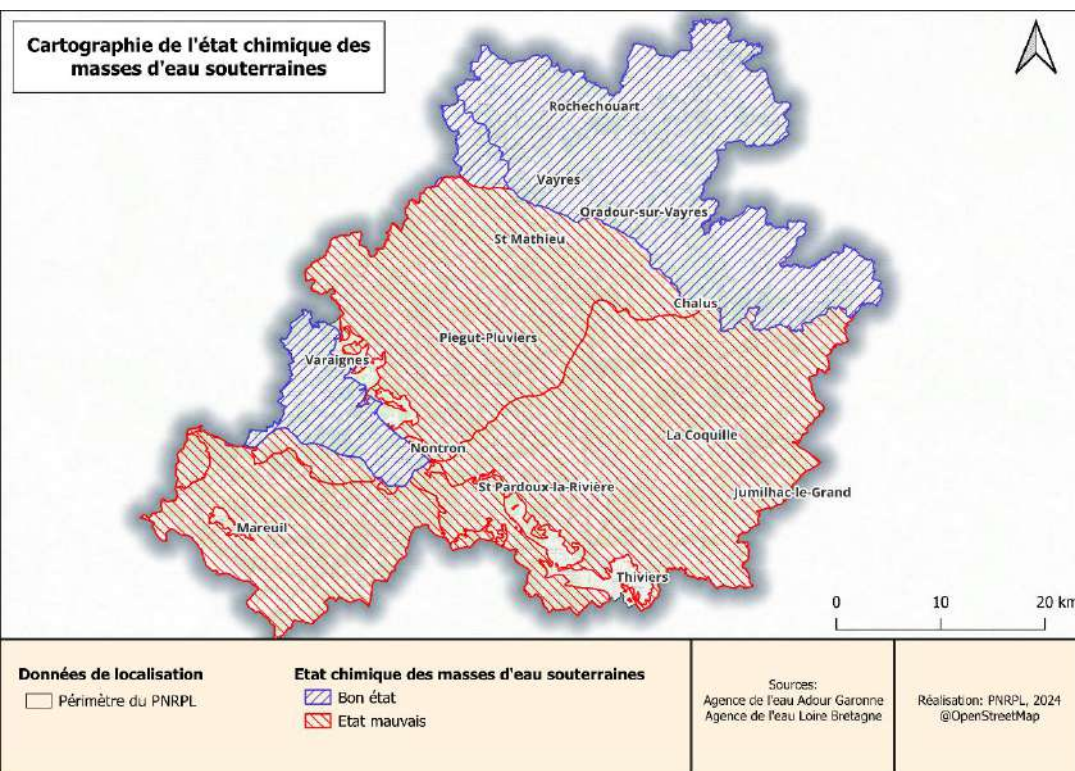 Cartographie de l'état chimique des
masses d'eau souterraines
Rochechouart
Vayres
Oradour-sur-Vayres
St Mathieu
Chalus
Piegut-Pluviers
Varaignes
La Coquille
Nontron
St Pardoux-la-Rivière
Jumilhac-le-Grand
Mareuil
Thiviers
0 10 20 km
Données de localisation
Périmètre du PNRPL
Etat chimique des masses d'eau souterraines
Bon état
Etat mauvais
Sources:
Agence de l'eau Adour Garonne
Agence de l'eau Loire Bretagne
Réalisation: PNRPL, 2024
@OpenStreetMap